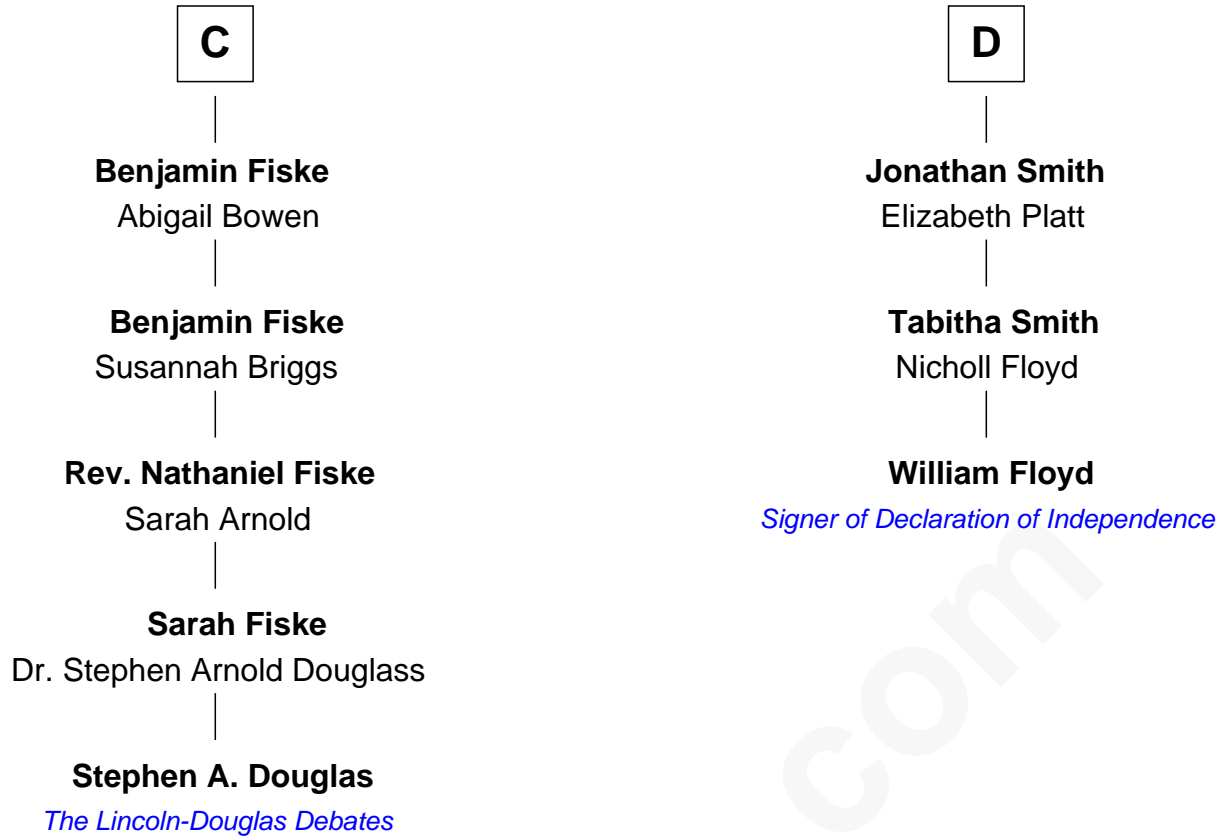 C
Benjamin Fiske
Abigail Bowen
Benjamin Fiske
Susannah Briggs
Rev. Nathaniel Fiske
Sarah Arnold
Sarah Fiske
Dr. Stephen Arnold Douglass
Stephen A. Douglas
The Lincoln-Douglas Debates
D
Jonathan Smith
Elizabeth Platt
Tabitha Smith
Nicholl Floyd
William Floyd
Signer of Declaration of Independence
com